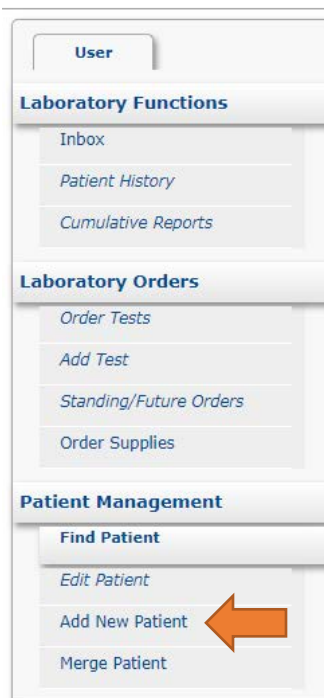 User
Laboratory Functions
Inbox
Patient History
Cumulative Reports
Laboratory Orders
Order Tests
Add Test
Standing/Future Orders
Order Supplies
Patient Management
Find Patient
Edit Patient
Add New Patient
Merge Patient